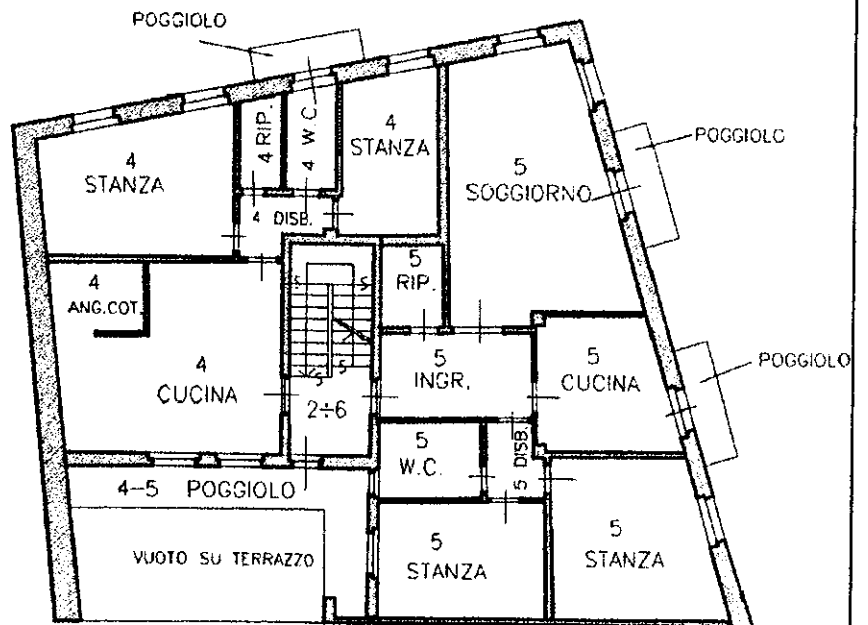 POGGIOLO
4
STANZA
4 RIP.
4 W.C.
4
STANZA
5
SOGGIORNO
POGGIOLO
4 DISB.
4
ANG.COT.
5
RIP.
S
S
4
CUCINA
5
INGR.
5
CUCINA
POGGIOLO
S
S
2÷6
5
W.C.
5 DISB.
4-5 POGGIOLO
VUOTO SU TERRAZZO
5
STANZA
5
STANZA